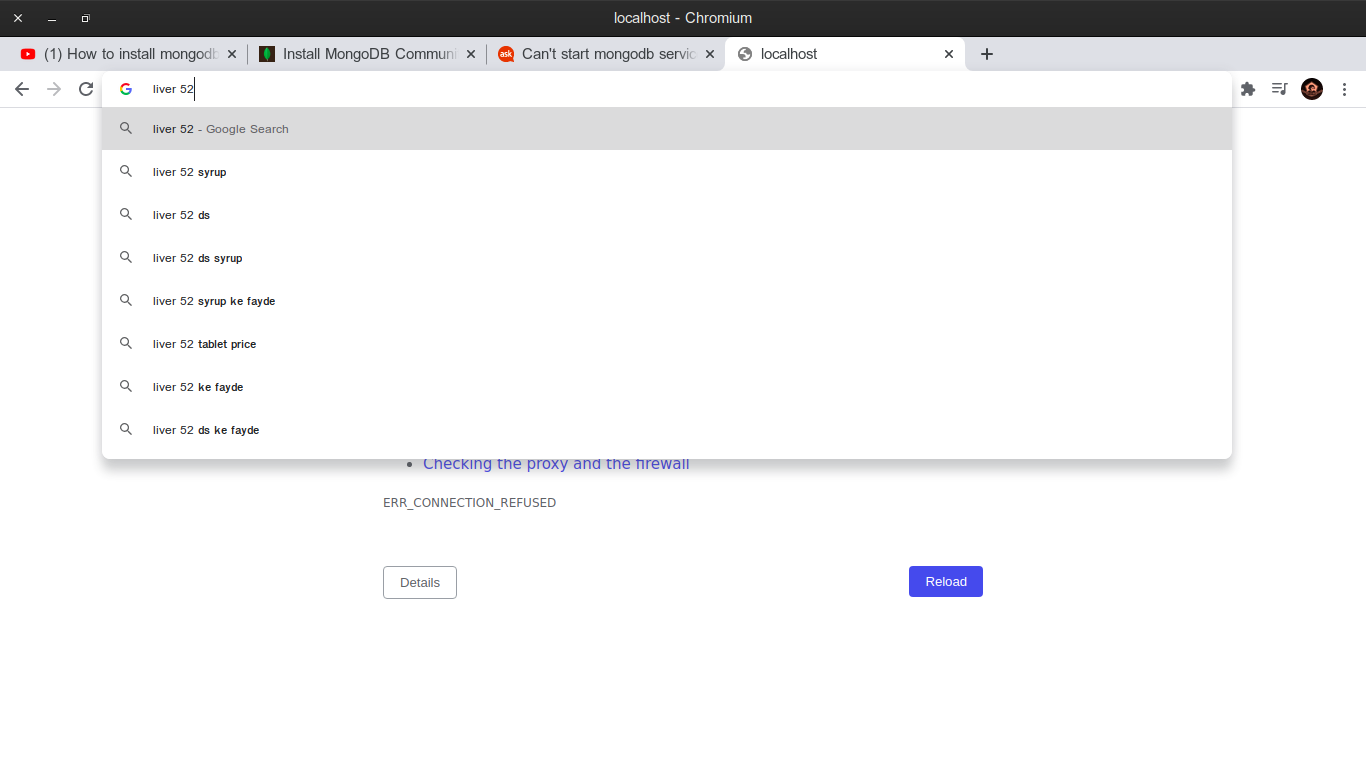 localhost - Chromium
(1) How to install mongodb
Install MongoDB Communi
ask
Can't start mongodb servic
localhost
liver 52
liver 52 - Google Search
liver 52 syrup
liver 52 ds
liver 52 ds syrup
liver 52 syrup ke fayde
liver 52 tablet price
liver 52 ke fayde
liver 52 ds ke fayde
Checking the proxy and the firewall
ERR_CONNECTION_REFUSED
Details
Reload